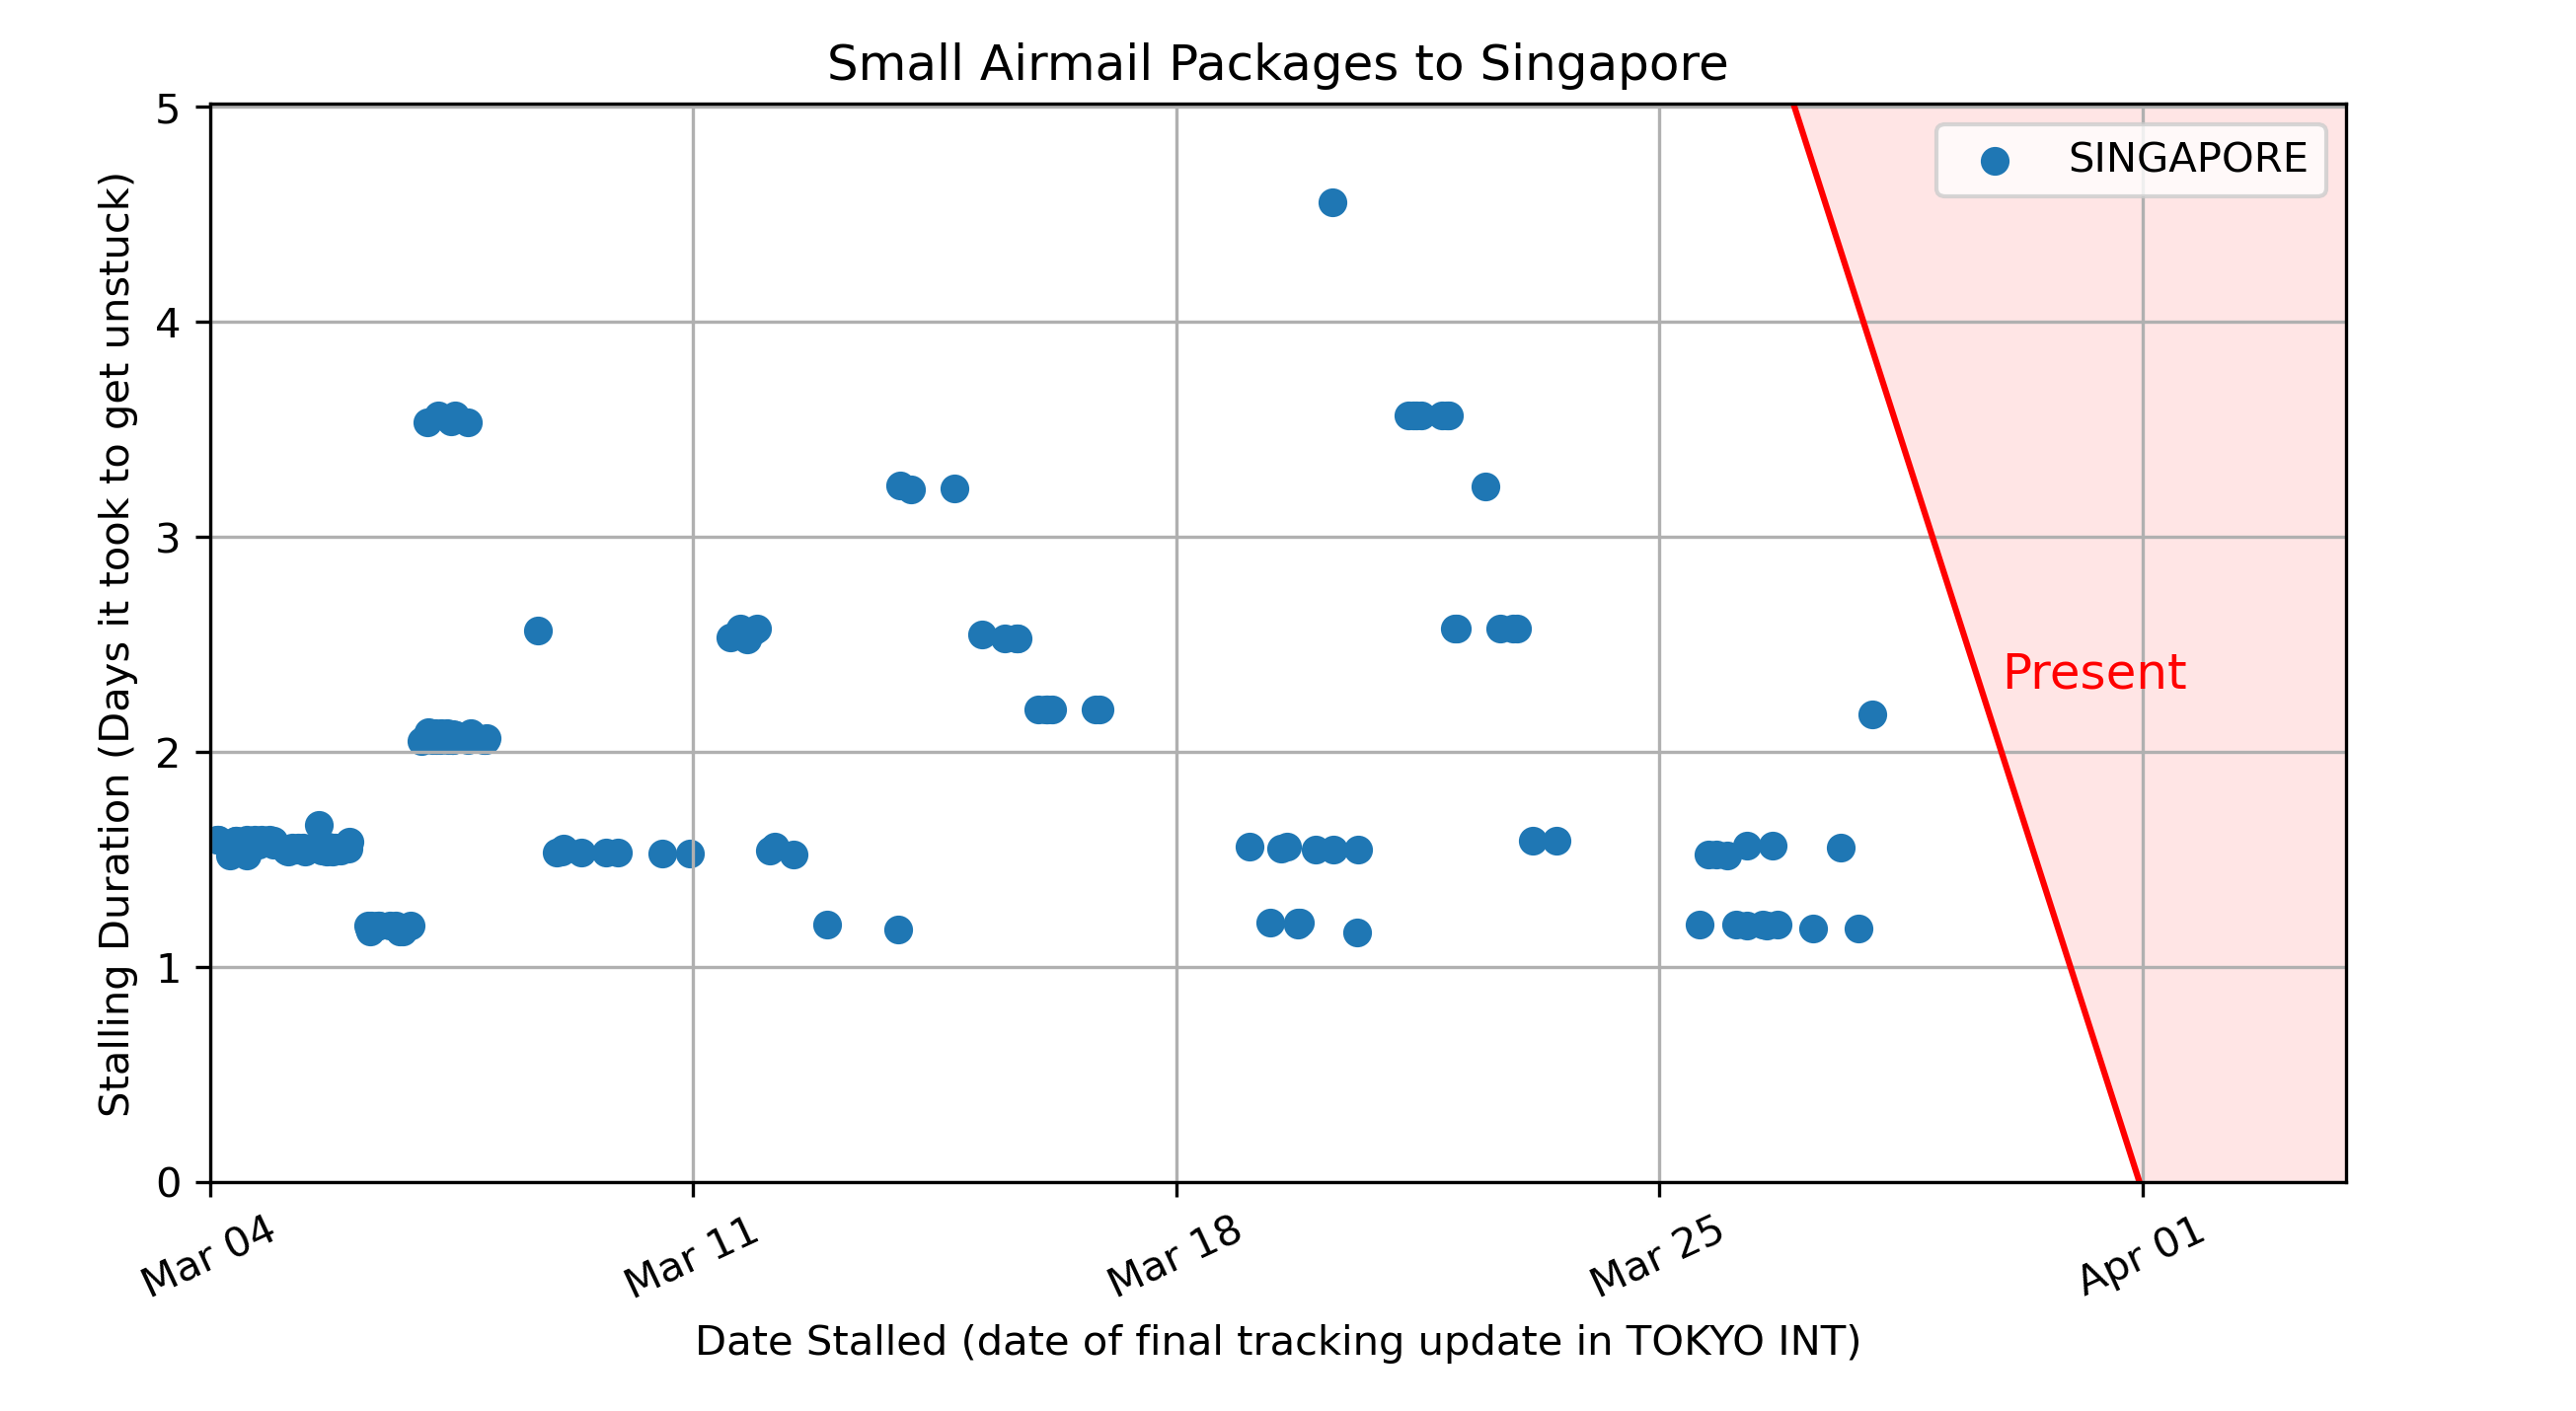 Small Airmail Packages to Singapore
Stalling Duration (Days it took to get unstuck)
5
4
3
2
1
0
SINGAPORE
Present
Mar 04
Mar 11
Mar 18
Mar 25
Apr 01
Date Stalled (date of final tracking update in TOKYO INT)